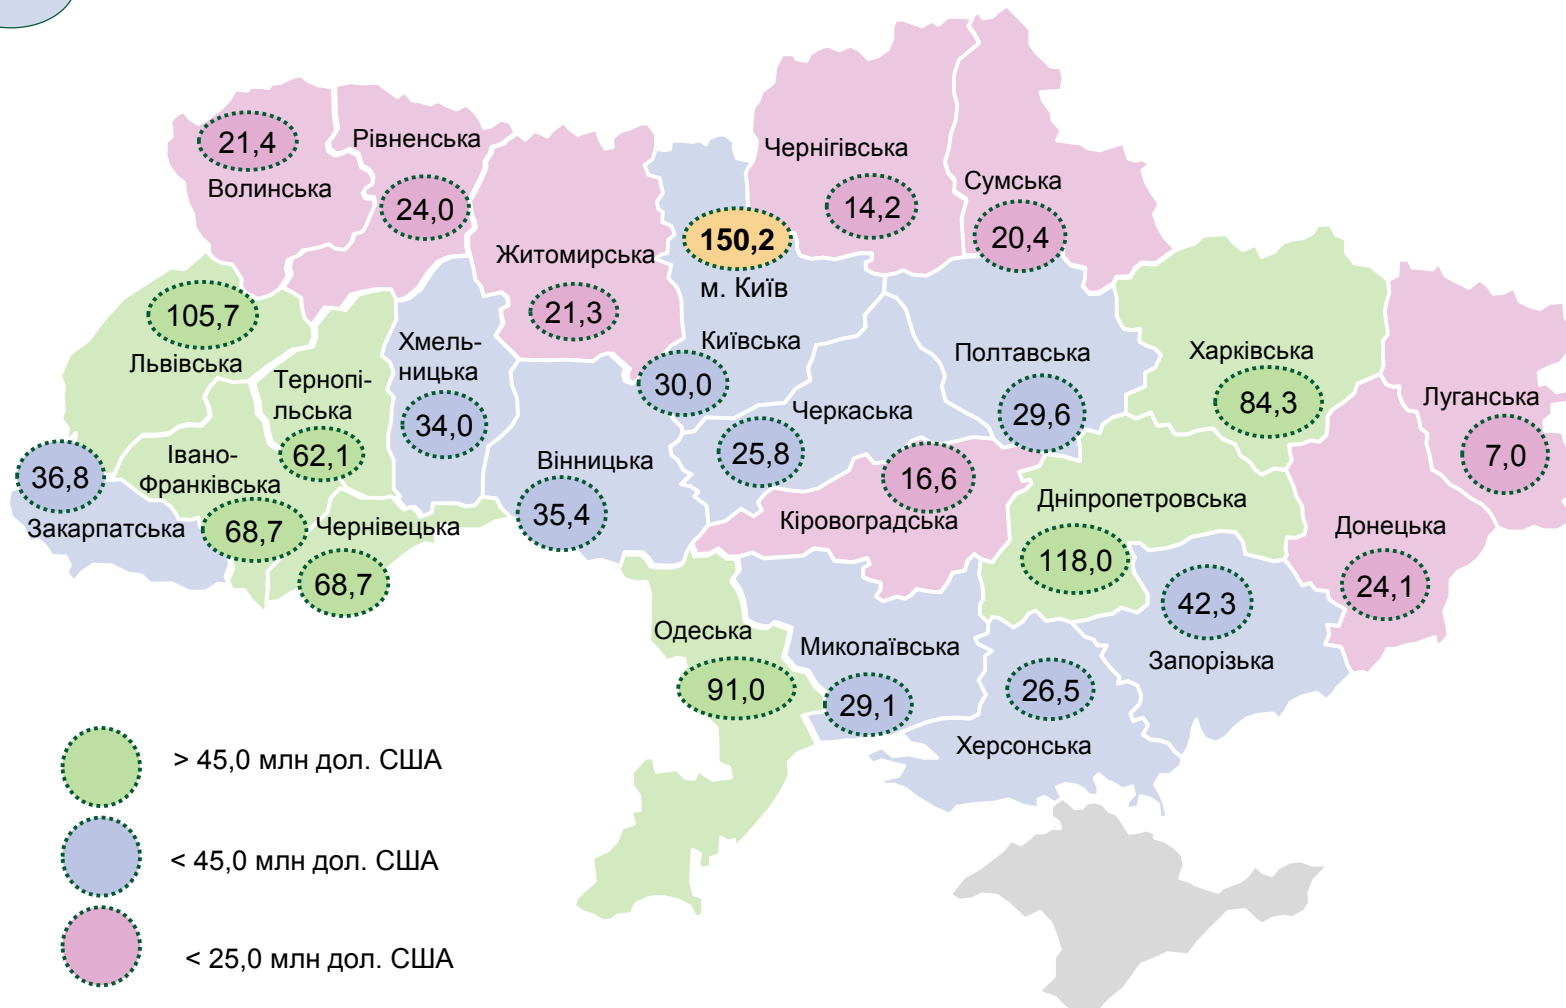 21,4
Волинська
Рівненська
24,0
Житомирська
21,3
150,2
м. Київ
Чернігівська
14,2
Сумська
20,4
105,7
Львівська
Тернопі-
льська
62,1
Хмель-
ницька
34,0
Київська
30,0
Черкаська
25,8
Полтавська
29,6
Харківська
84,3
Луганська
7,0
36,8
Закарпатська
Івано-
Франківська
68,7
Чернівецька
68,7
Вінницька
35,4
16,6
Кіровоградська
Дніпропетровська
118,0
Донецька
24,1
42,3
Запорізька
Одеська
91,0
Миколаївська
29,1
26,5
Херсонська
> 45,0 млн дол. США
< 45,0 млн дол. США
< 25,0 млн дол. США